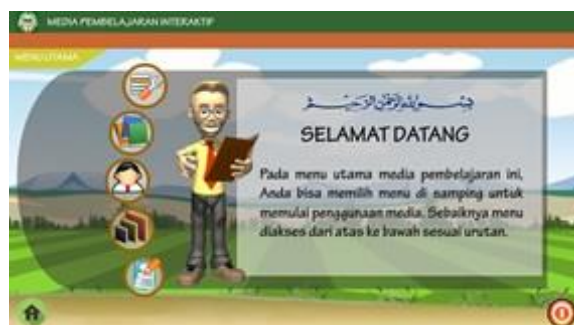 MEDIA PEMBELAJARAN INTERAKTIF
MENU UTAMA
بِسْمِ اللَّهِ الرَّحْمَٰنِ الرَّحِيمِ
SELAMAT DATANG
Pada menu utama media pembelajaran ini,
Anda bisa memilih menu di samping untuk
memulai penggunaan media. Sebaiknya menu
diakses dari atas ke bawah sesuai urutan.